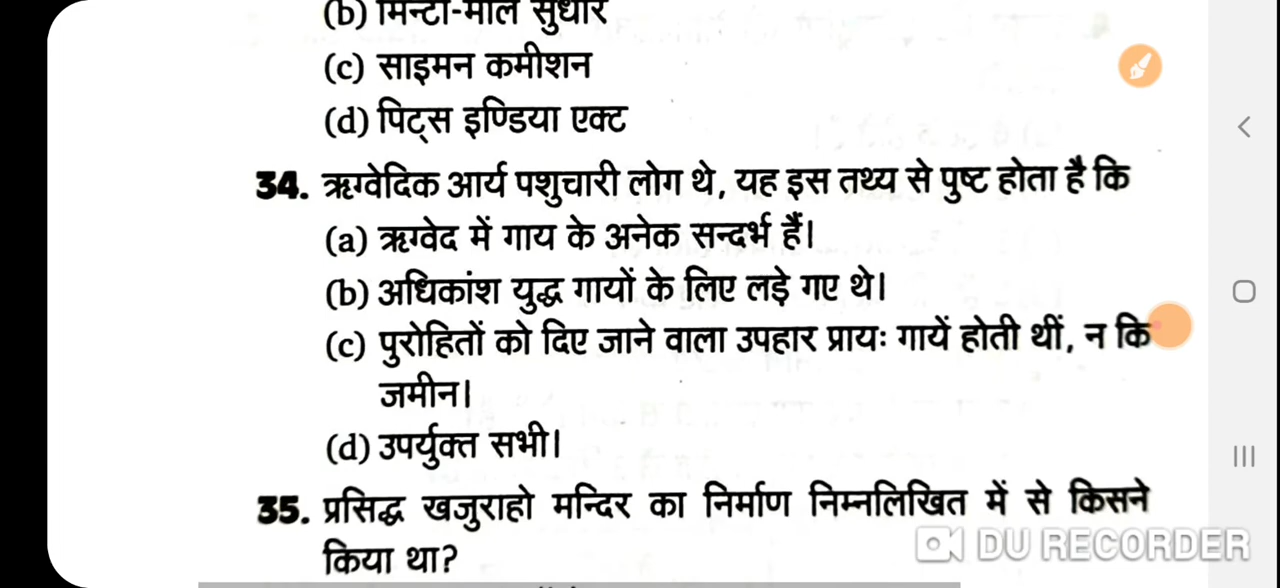 (b) मिन्टो-मार्ले सुधार
(c) साइमन कमीशन
(d) पिट्स इण्डिया एक्ट
34. ऋग्वेदिक आर्य पशुचारी लोग थे, यह इस तथ्य से पुष्ट होता है कि
(a) ऋग्वेद में गाय के अनेक सन्दर्भ हैं।
(b) अधिकांश युद्ध गायों के लिए लड़े गए थे।
(c) पुरोहितों को दिए जाने वाला उपहार प्रायः गायें होती थीं, न कि
जमीन।
(d) उपर्युक्त सभी।
35. प्रसिद्ध खजुराहो मन्दिर का निर्माण निम्नलिखित में से किसने
किया था?
DU RECORDER